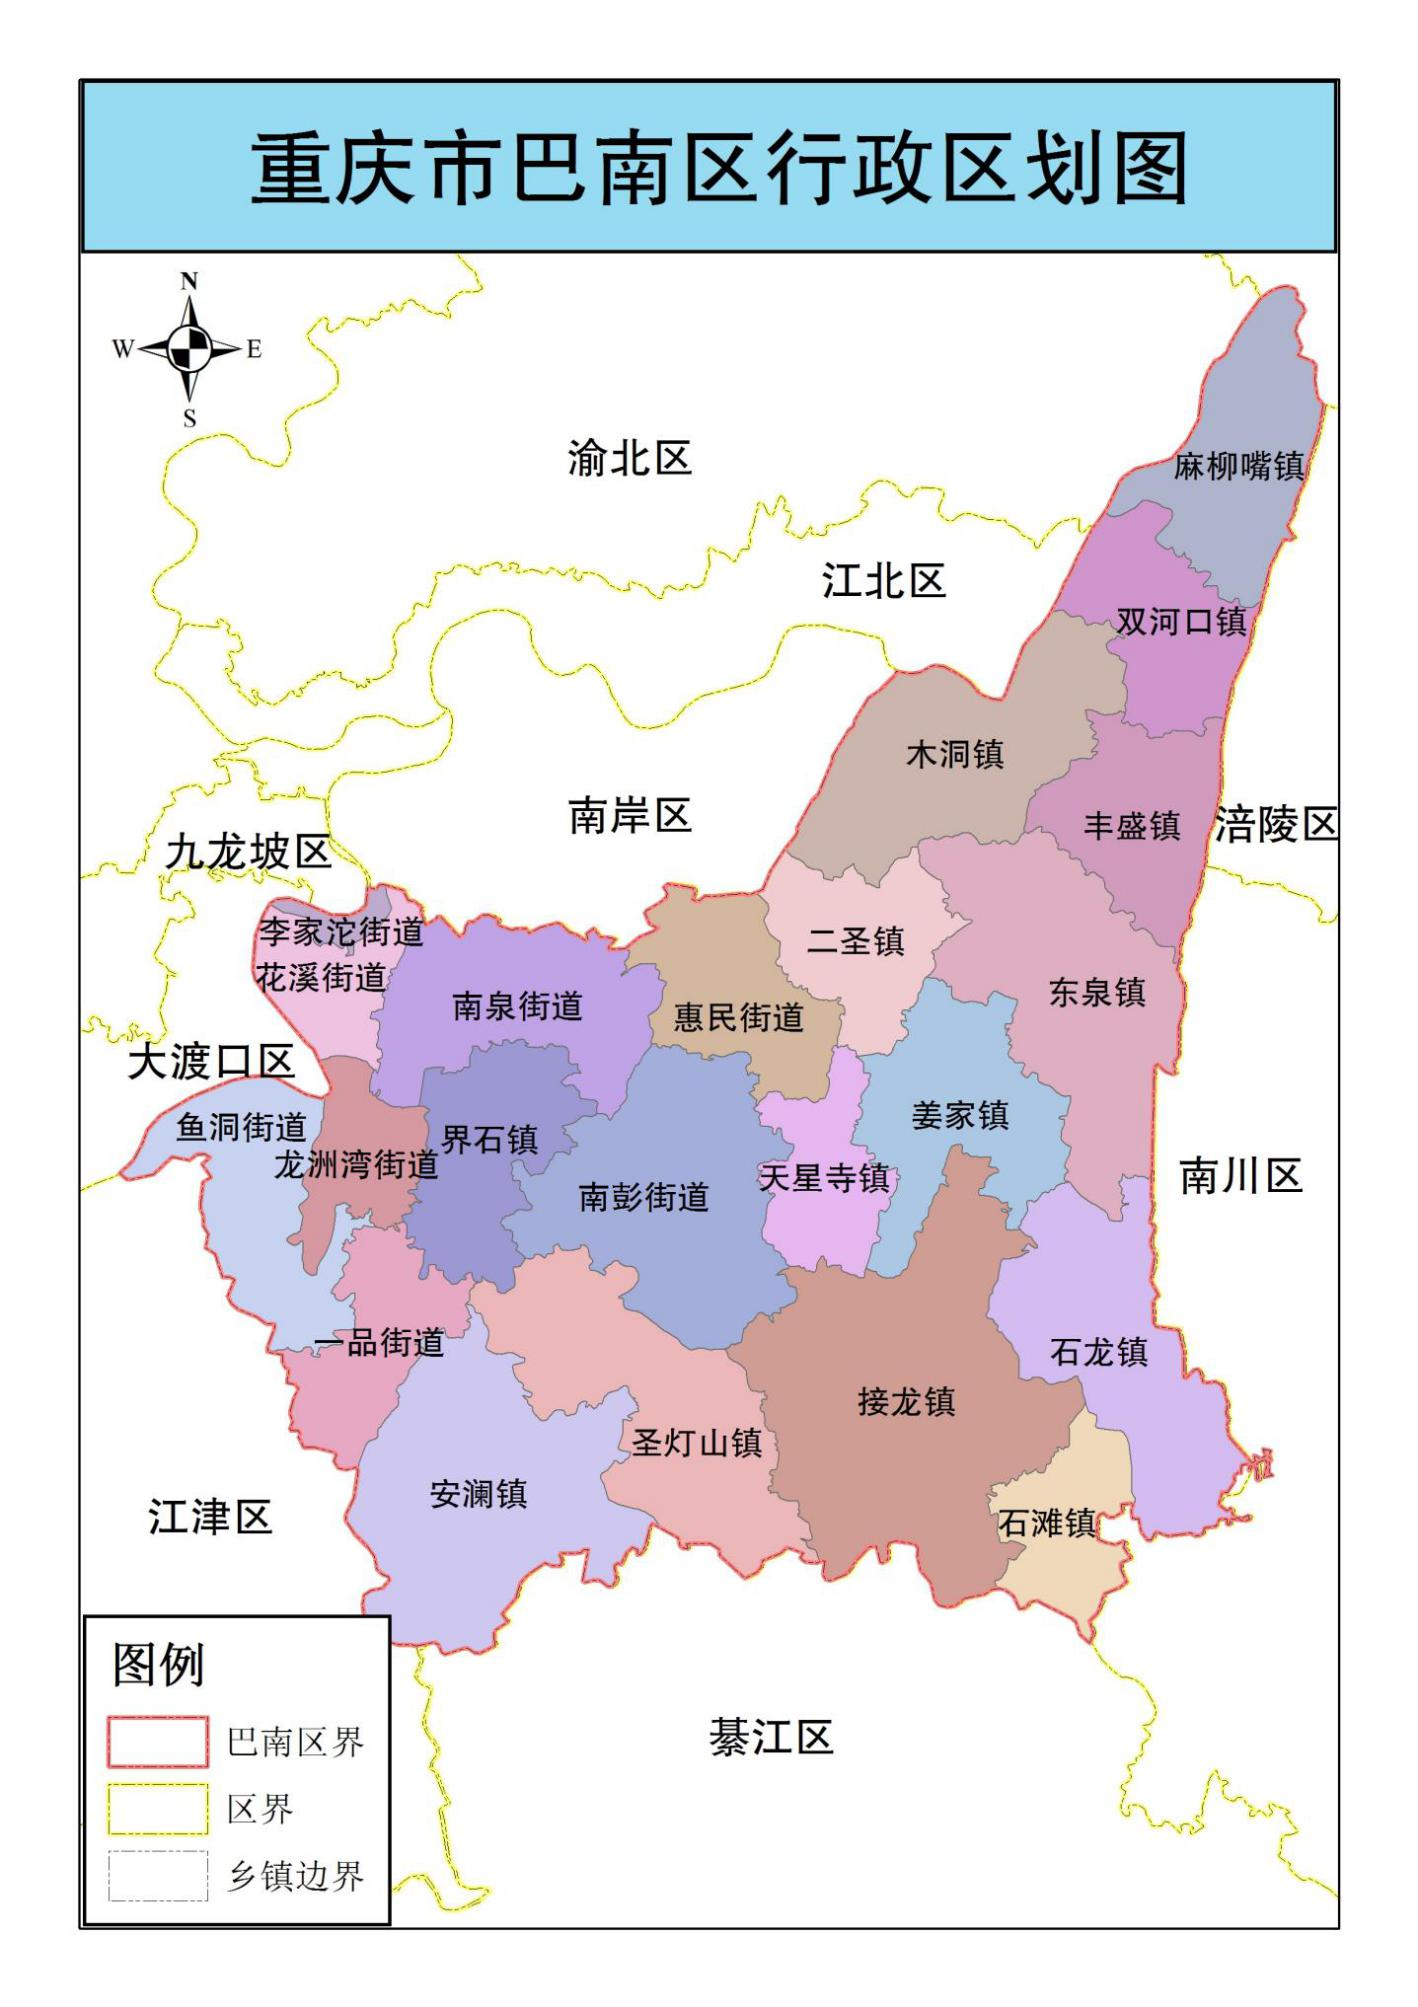 重庆市巴南区行政区划图
N
W
E
S
渝北区
麻柳嘴镇
江北区
双河口镇
木洞镇
南岸区
丰盛镇
涪陵区
九龙坡区
李家沱街道
二圣镇
花溪街道
南泉街道
惠民街道
东泉镇
大渡口区
鱼洞街道
界石镇
姜家镇
龙洲湾街道
天星寺镇
南川区
南彭街道
一品街道
石龙镇
接龙镇
圣灯山镇
安澜镇
江津区
石滩镇
綦江区
图例
巴南区界
区界
乡镇边界